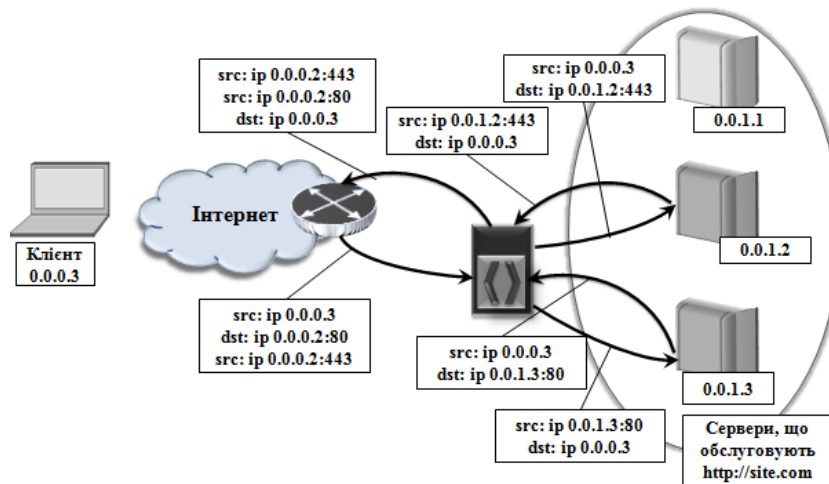 src: ip 0.0.0.2:443
src: ip 0.0.0.2:80
dst: ip 0.0.0.3
src: ip 0.0.0.3
dst: ip 0.0.1.2:443
src: ip 0.0.1.2:443
dst: ip 0.0.0.3
0.0.1.1
Інтернет
Клієнт
0.0.0.3
0.0.1.2
src: ip 0.0.0.3
dst: ip 0.0.0.2:80
src: ip 0.0.0.2:443
src: ip 0.0.0.3
dst: ip 0.0.1.3:80
0.0.1.3
src: ip 0.0.1.3:80
dst: ip 0.0.0.3
Сервери, що
обслуговують
http://site.com